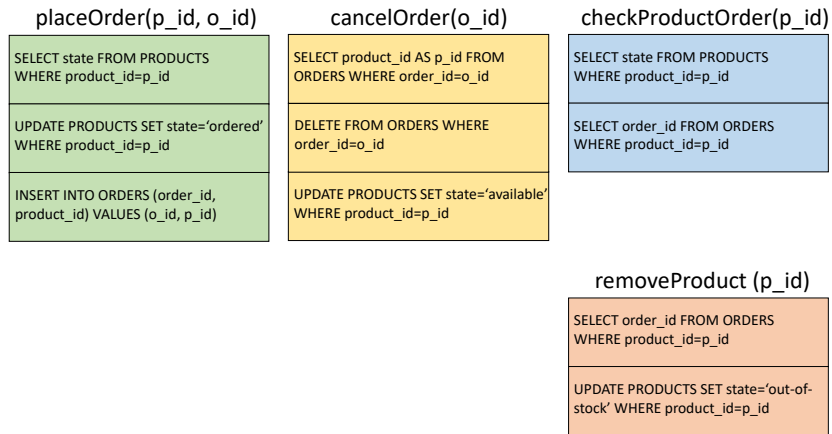 placeOrder(p_id, o_id)
SELECT state FROM PRODUCTS
WHERE product_id=p_id
UPDATE PRODUCTS SET state=‘ordered’
WHERE product_id=p_id
INSERT INTO ORDERS (order_id,
product_id) VALUES (o_id, p_id)
cancelOrder(o_id)
SELECT product_id AS p_id FROM
ORDERS WHERE order_id=o_id
DELETE FROM ORDERS WHERE
order_id=o_id
UPDATE PRODUCTS SET state=‘available’
WHERE product_id=p_id
checkProductOrder(p_id)
SELECT state FROM PRODUCTS
WHERE product_id=p_id
SELECT order_id FROM ORDERS
WHERE product_id=p_id
removeProduct (p_id)
SELECT order_id FROM ORDERS
WHERE product_id=p_id
UPDATE PRODUCTS SET state=‘out-of-
stock’ WHERE product_id=p_id